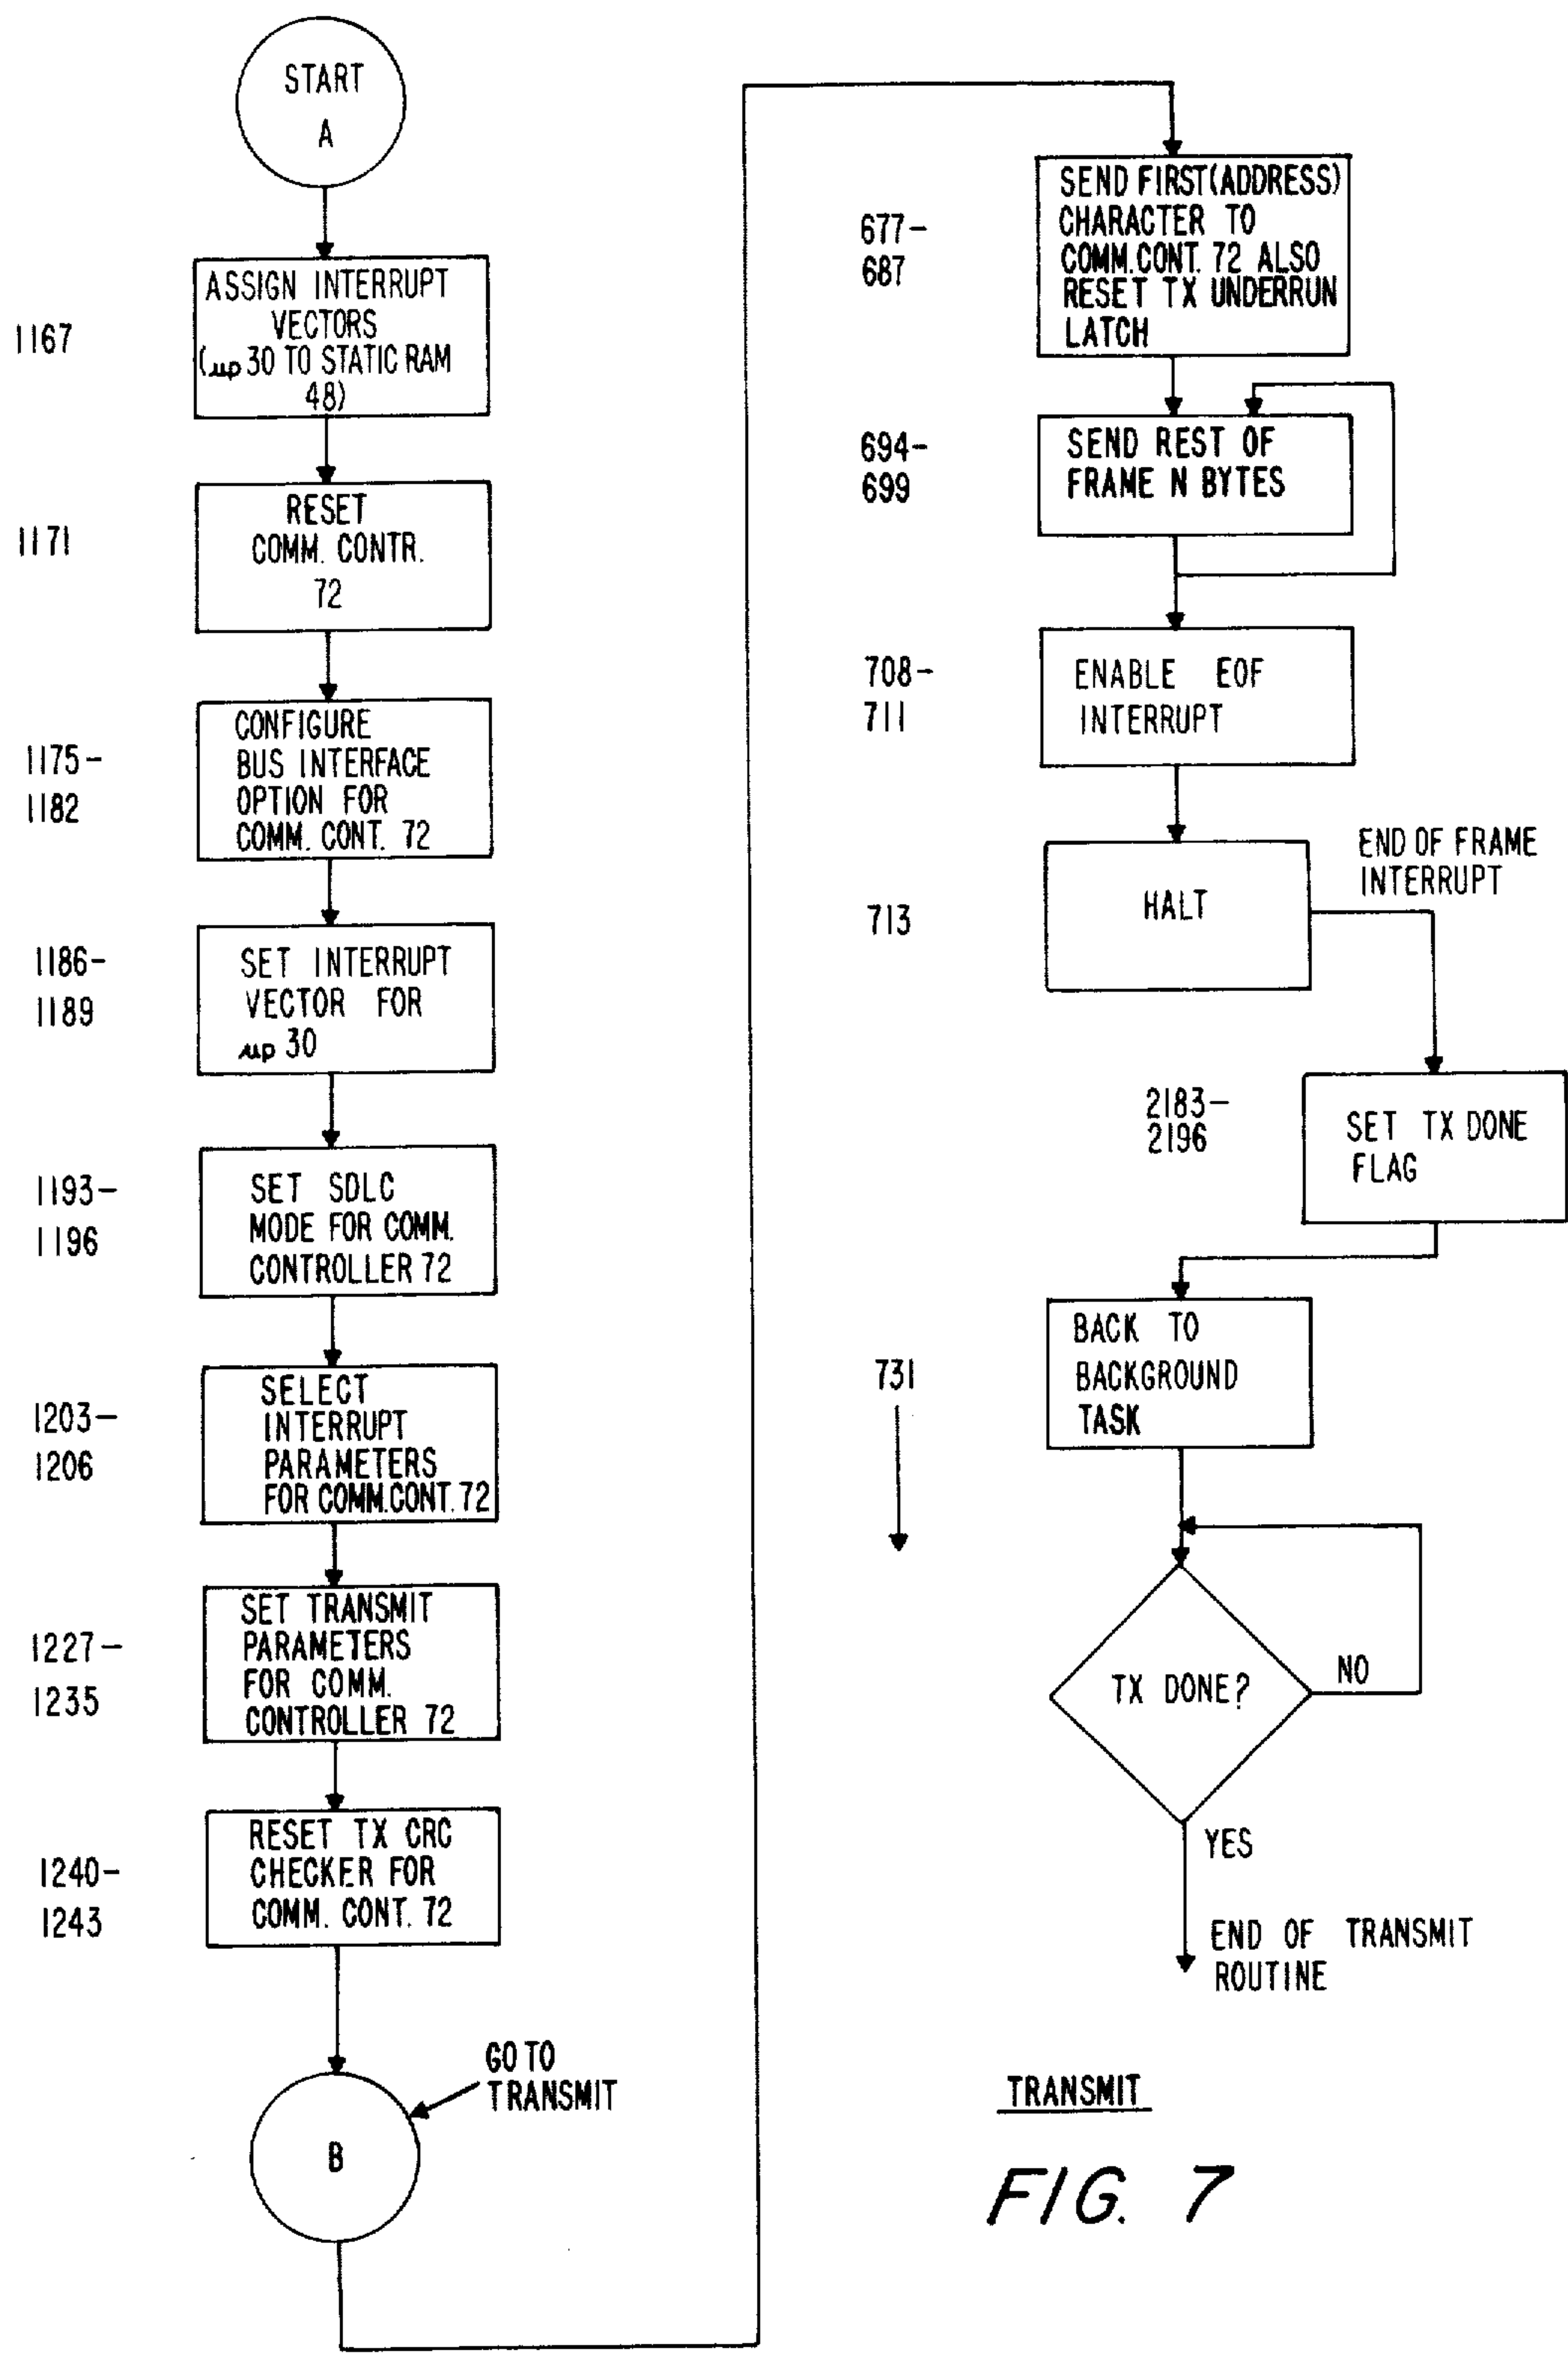 START
A
1167
ASSIGN INTERRUPT
VECTORS
(μp 30 TO STATIC RAM
48)
1171
RESET
COMM. CONTR.
72
1175-
1182
CONFIGURE
BUS INTERFACE
OPTION FOR
COMM. CONT. 72
1186-
1189
SET INTERRUPT
VECTOR FOR
μp 30
1193-
1196
SET SDLC
MODE FOR COMM.
CONTROLLER 72
1203-
1206
SELECT
INTERRUPT
PARAMETERS
FOR COMM.CONT.72
1227-
1235
SET TRANSMIT
PARAMETERS
FOR COMM.
CONTROLLER 72
1240-
1243
RESET TX CRC
CHECKER FOR
COMM. CONT. 72
GO TO
TRANSMIT
B
677-
687
SEND FIRST(ADDRESS)
CHARACTER TO
COMM.CONT. 72 ALSO
RESET TX UNDERRUN
LATCH
694-
699
SEND REST OF
FRAME N BYTES
708-
711
ENABLE EOF
INTERRUPT
713
HALT
END OF FRAME
INTERRUPT
2183-
2196
SET TX DONE
FLAG
731
BACK TO
BACKGROUND
TASK
TX DONE?
NO
YES
END OF TRANSMIT
ROUTINE
TRANSMIT
FIG. 7